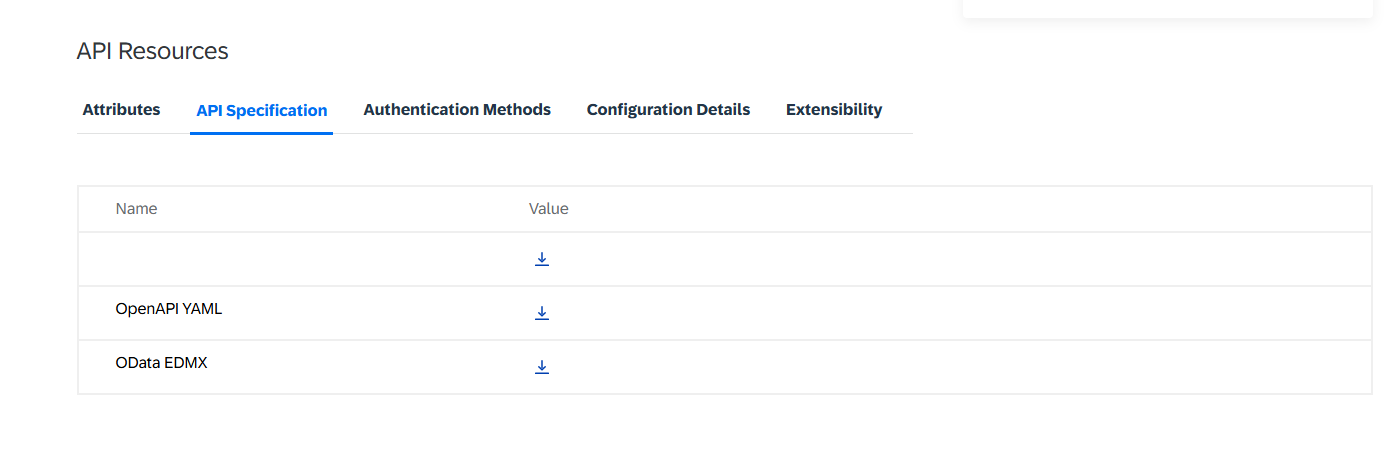 API Resources
Attributes API Specification Authentication Methods Configuration Details Extensibility
Name Value
OpenAPI YAML
OData EDMX